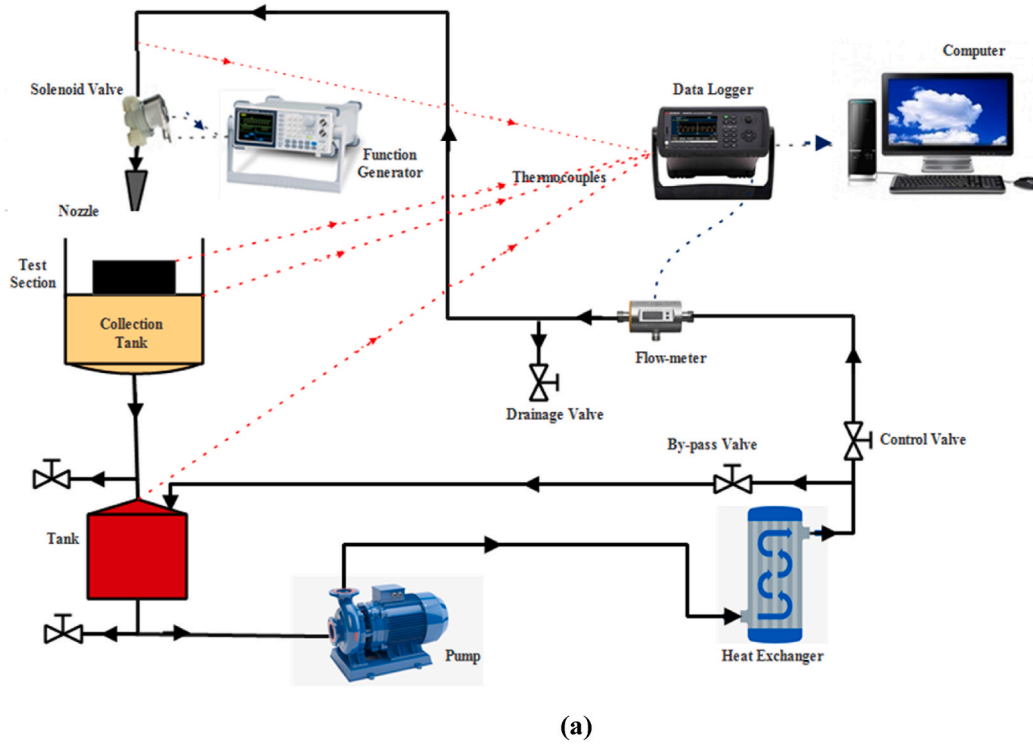 Computer
Solenoid Valve
Data Logger
Function
Generator
Thermocouples
Nozzle
Test
Section
Collection
Tank
Flow-meter
Drainage Valve
By-pass Valve
Control Valve
Tank
Pump
Heat Exchanger
(a)